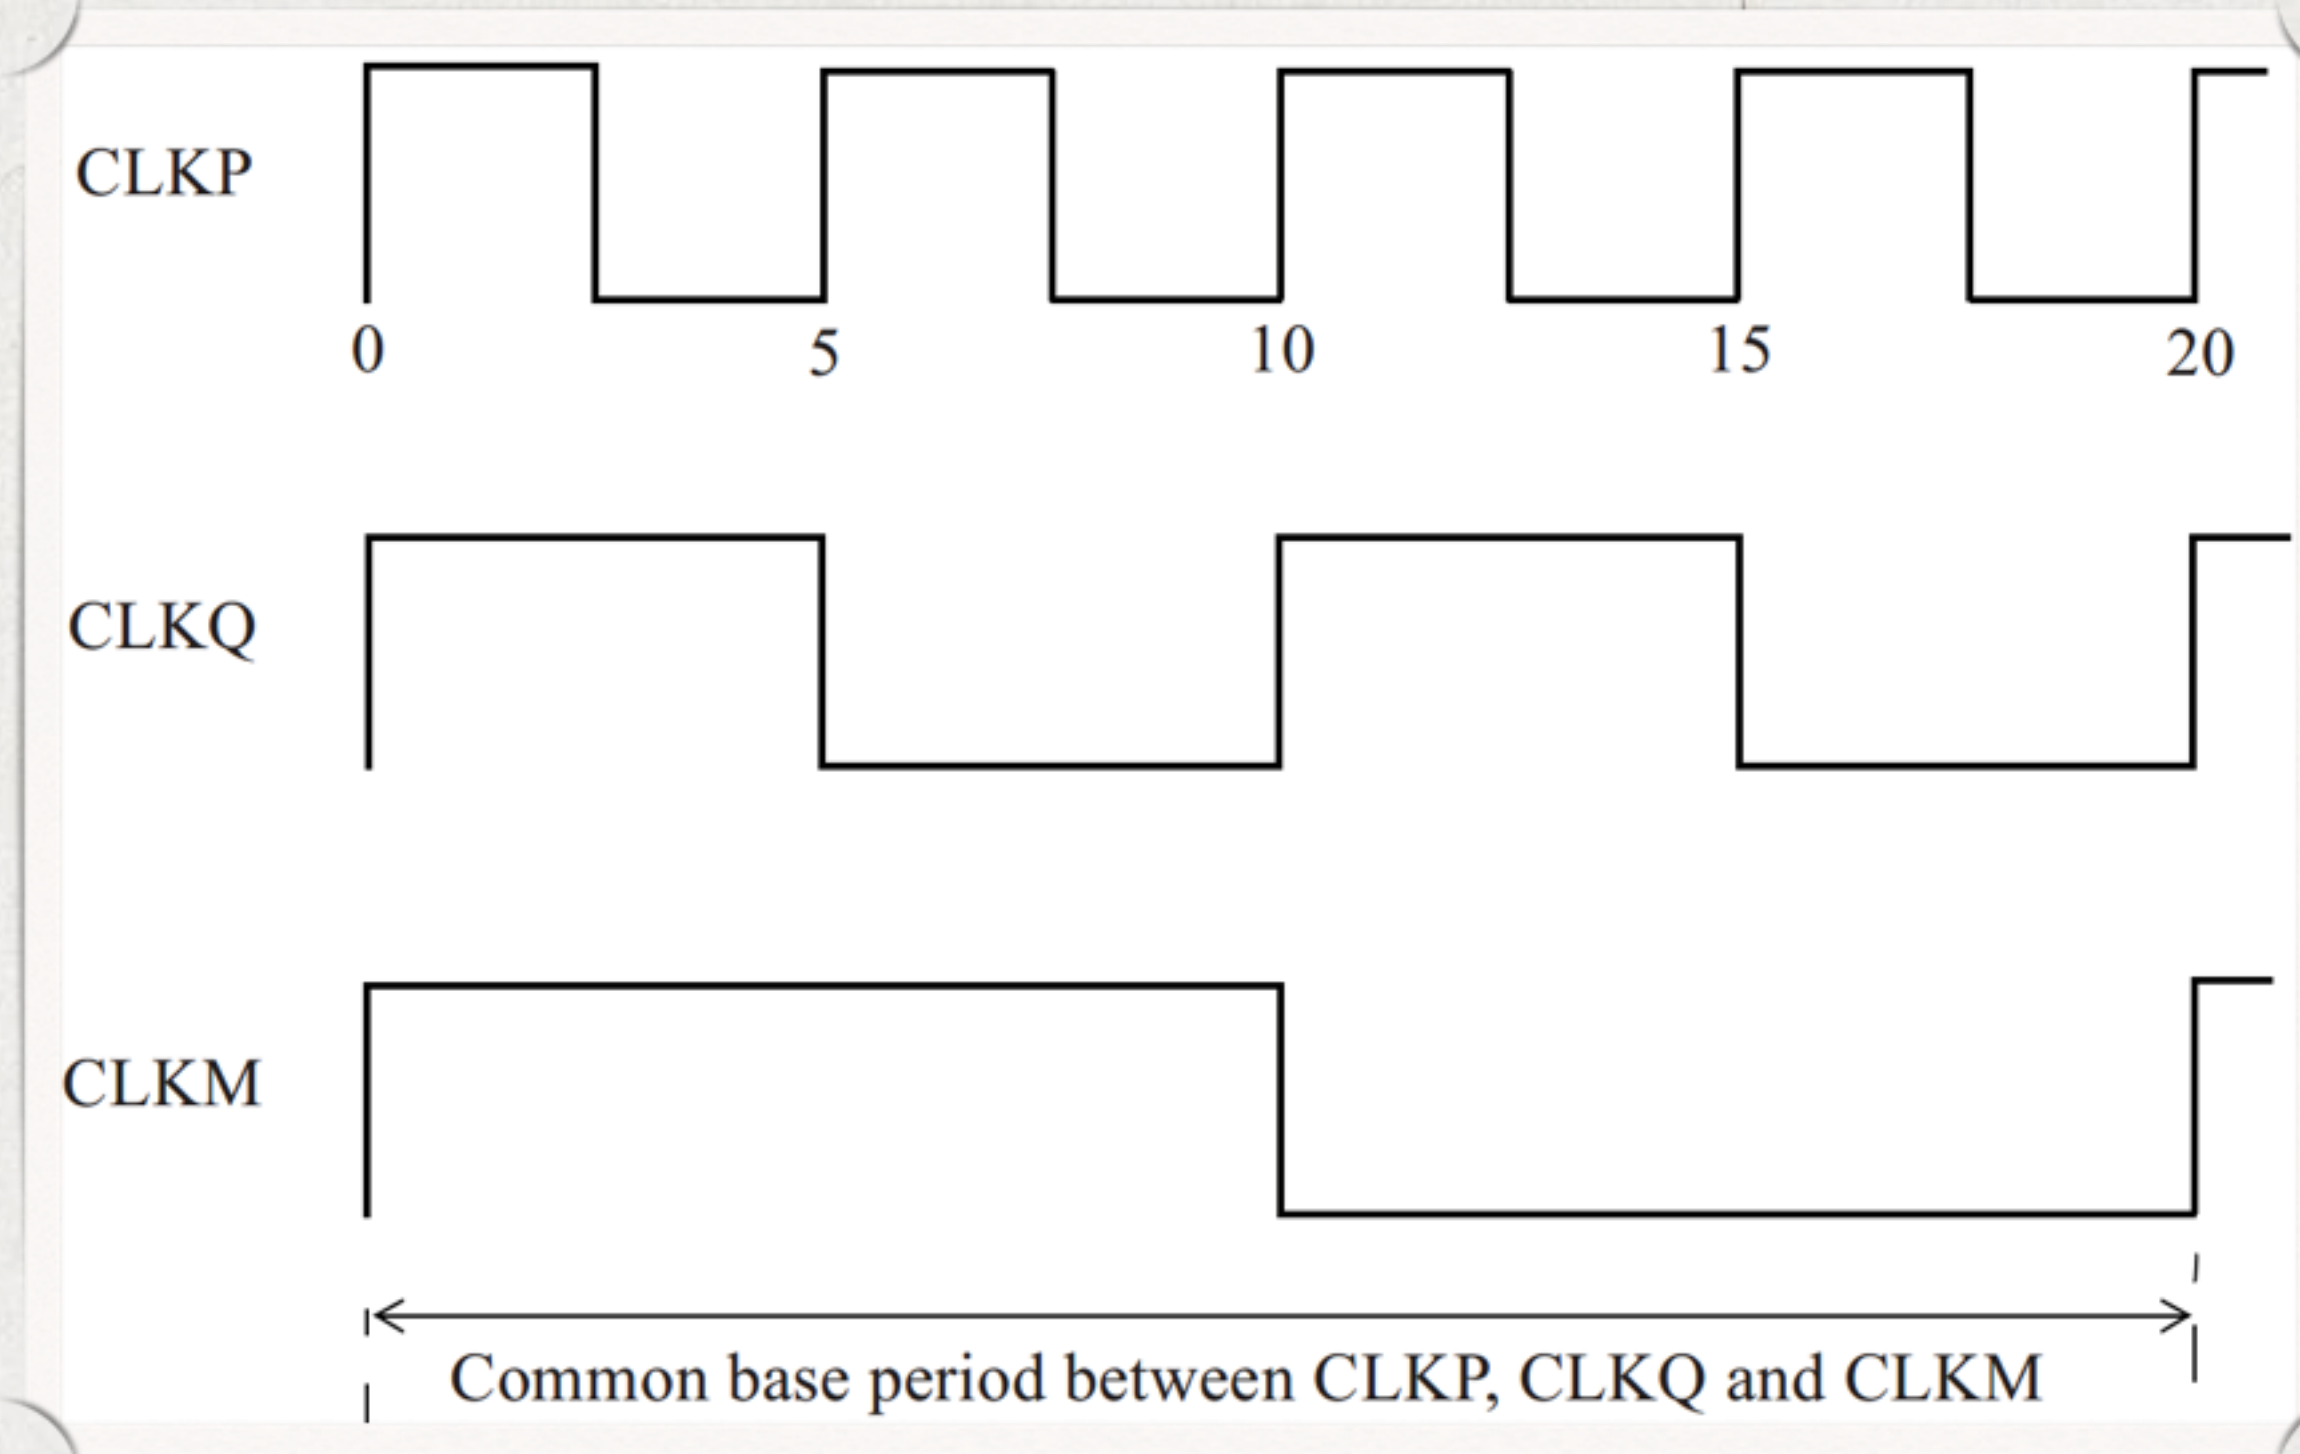 CLKP
0 5 10 15 20
CLKQ
CLKM
Common base period between CLKP, CLKQ and CLKM